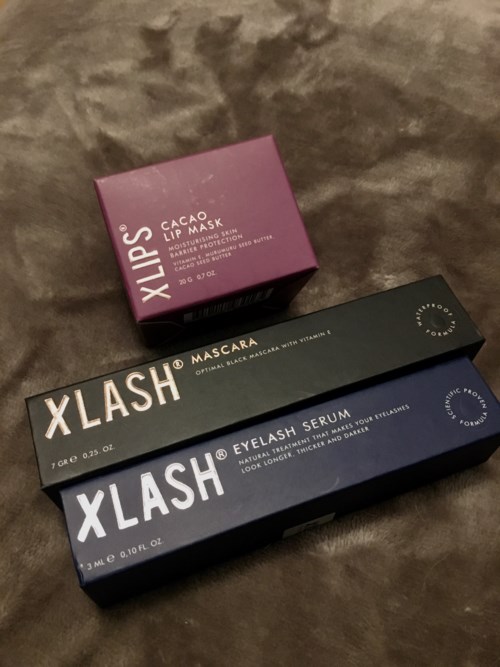 XLIPS®
CACAO
LIP MASK
MOISTURISING SKIN
BARRIER PROTECTION
VITAMIN E, MURUMURU SEED BUTTER,
CACAO SEED BUTTER
20 G 0,7 OZ.
XLASH® MASCARA
OPTIMAL BLACK MASCARA WITH VITAMIN E
7 GR ℮ 0,25. OZ.
WATERPROOF FORMULA
XLASH® EYELASH SERUM
NATURAL TREATMENT THAT MAKES YOUR EYELASHES
LOOK LONGER, THICKER AND DARKER
3 ML ℮ 0,10 FL. OZ.
SCIENTIFIC PROVEN FORMULA